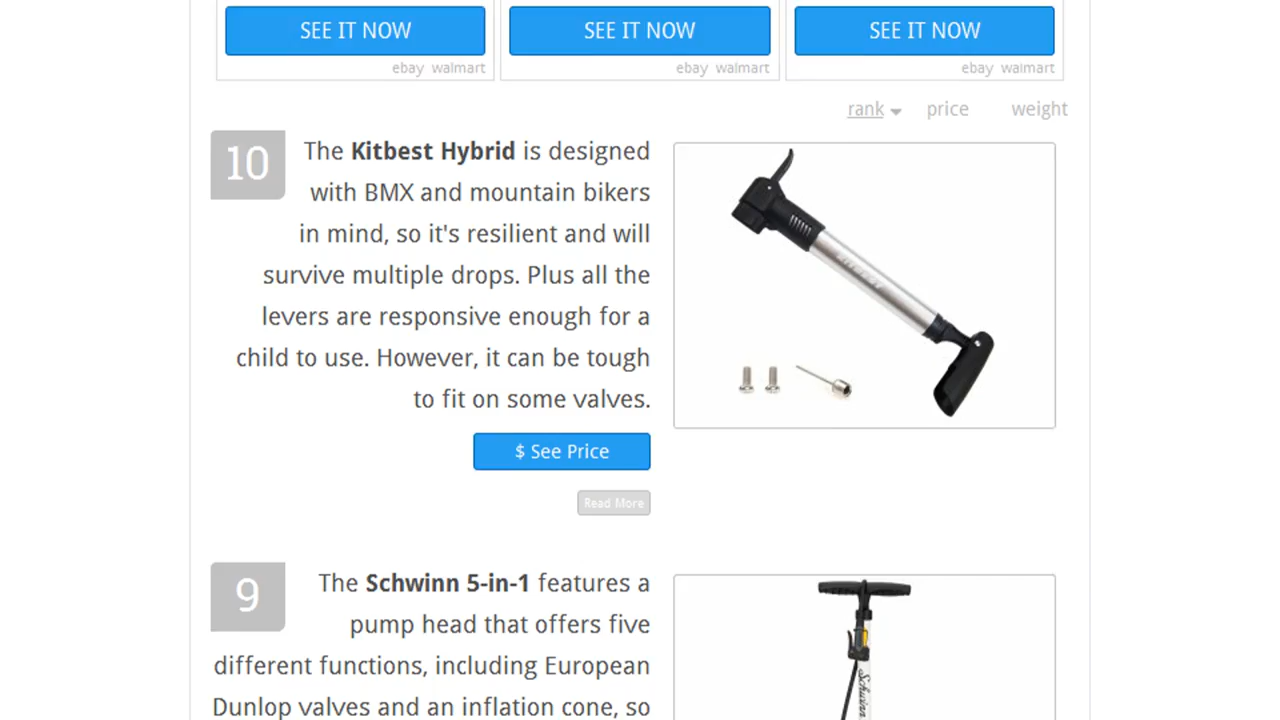 SEE IT NOW SEE IT NOW SEE IT NOW
ebay walmart ebay walmart ebay walmart
rank price weight
10
The Kitbest Hybrid is designed
with BMX and mountain bikers
in mind, so it's resilient and will
survive multiple drops. Plus all the
levers are responsive enough for a
child to use. However, it can be tough
to fit on some valves.
$ See Price
Read More
9
The Schwinn 5-in-1 features a
pump head that offers five
different functions, including European
Dunlop valves and an inflation cone, so
Schwinn